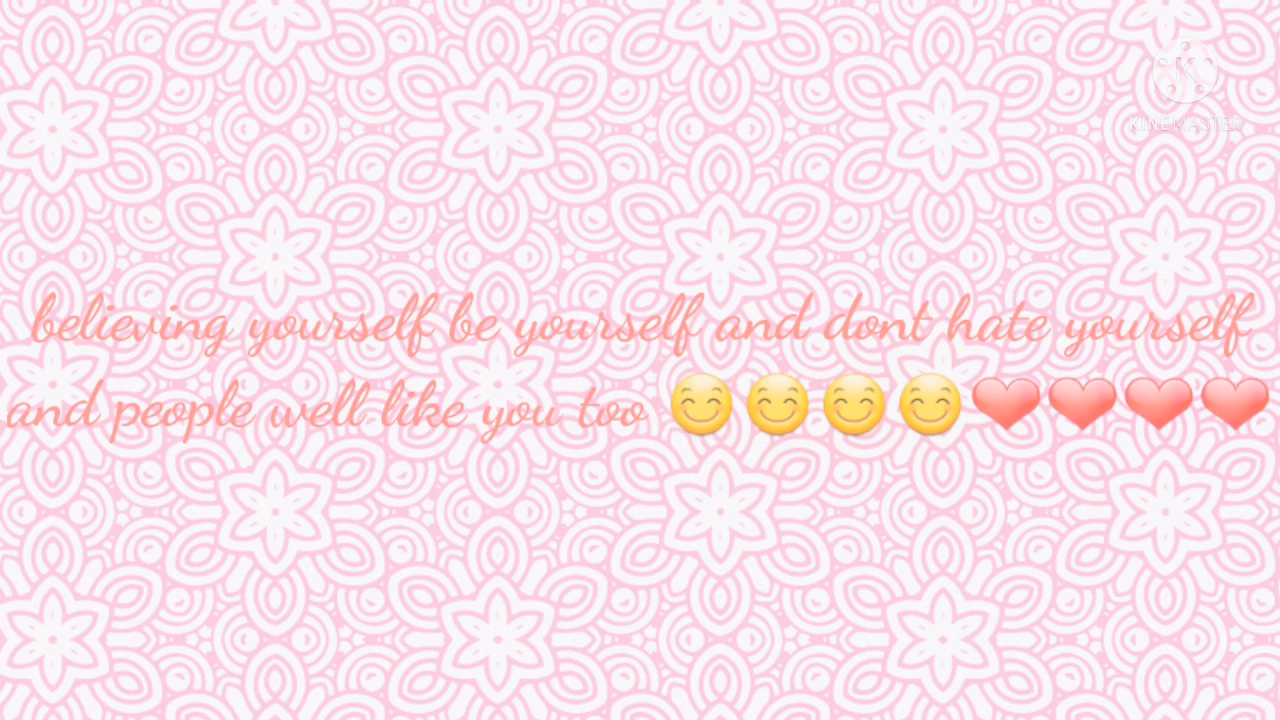 KINEMASTER
believing yourself be yourself and dont hate yourself
and people well like you too 😊😊😊😊❤❤❤❤